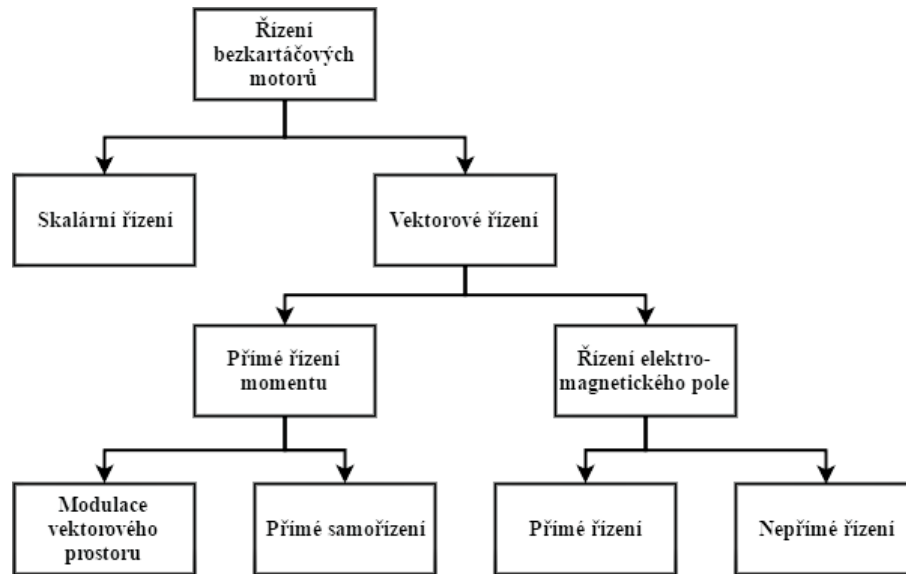 Řízení
bezkartáčových
motorů
Skalární řízení
Vektorové řízení
Přímé řízení
momentu
Řízení elektro-
magnetického pole
Modulace
vektorového
prostoru
Přímé samořízení
Přímé řízení
Nepřímé řízení